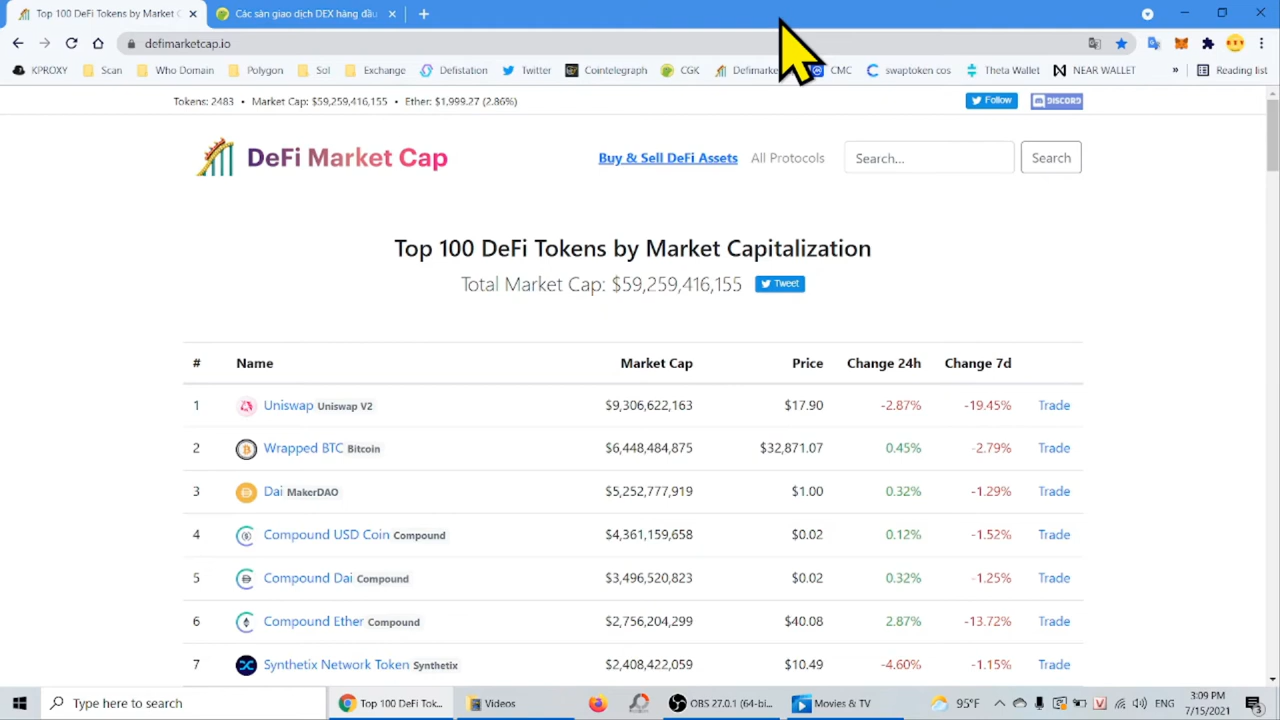 Top 100 DeFi Tokens by Market C
Các sàn giao dịch DEX hàng đầu
defimarketcap.io
KPROXY
Who Domain
Polygon
Sol
Exchange
Defistation
Twitter
Cointelegraph
CGK
Defimarke
CMC
swaptoken cos
Theta Wallet
NEAR WALLET
»
Reading list
Tokens: 2483 • Market Cap: $59,259,416,155 • Ether: $1,999.27 (2.86%)
Follow
DISCORD
DeFi Market Cap
Buy & Sell DeFi Assets
All Protocols
Search...
Search
Top 100 DeFi Tokens by Market Capitalization
Total Market Cap: $59,259,416,155
Tweet
# Name Market Cap Price Change 24h Change 7d
1 Uniswap Uniswap V2 $9,306,622,163 $17.90 -2.87% -19.45% Trade
2 Wrapped BTC Bitcoin $6,448,484,875 $32,871.07 0.45% -2.79% Trade
3 Dai MakerDAO $5,252,777,919 $1.00 0.32% -1.29% Trade
4 Compound USD Coin Compound $4,361,159,658 $0.02 0.12% -1.52% Trade
5 Compound Dai Compound $3,496,520,823 $0.02 0.32% -1.25% Trade
6 Compound Ether Compound $2,756,204,299 $40.08 2.87% -13.72% Trade
7 Synthetix Network Token Synthetix $2,408,422,059 $10.49 -4.60% -1.15% Trade
Type here to search
Top 100 DeFi Tok...
Videos
OBS 27.0.1 (64-bi...
Movies & TV
95°F
ENG
3:09 PM
7/15/2021
3